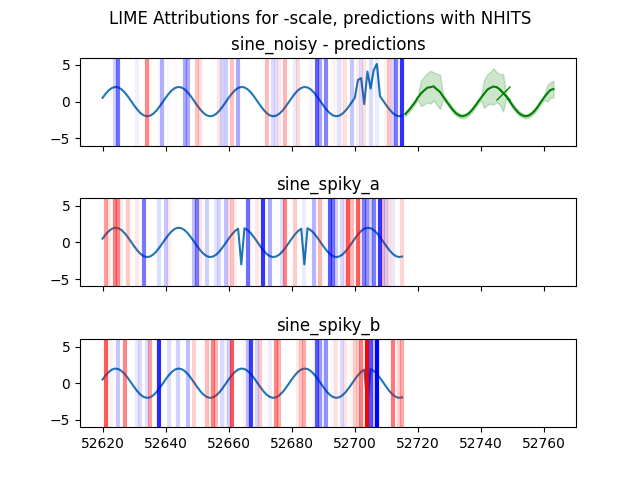 LIME Attributions for -scale, predictions with NHITS
sine_noisy - predictions
5
0
−5
sine_spiky_a
5
0
−5
sine_spiky_b
5
0
−5
52620 52640 52660 52680 52700 52720 52740 52760